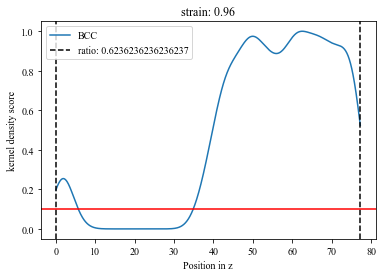 strain: 0.96
BCC
ratio: 0.6236236236236237
kernel density score
1.0
0.8
0.6
0.4
0.2
0.0
0 10 20 30 40 50 60 70 80
Position in z